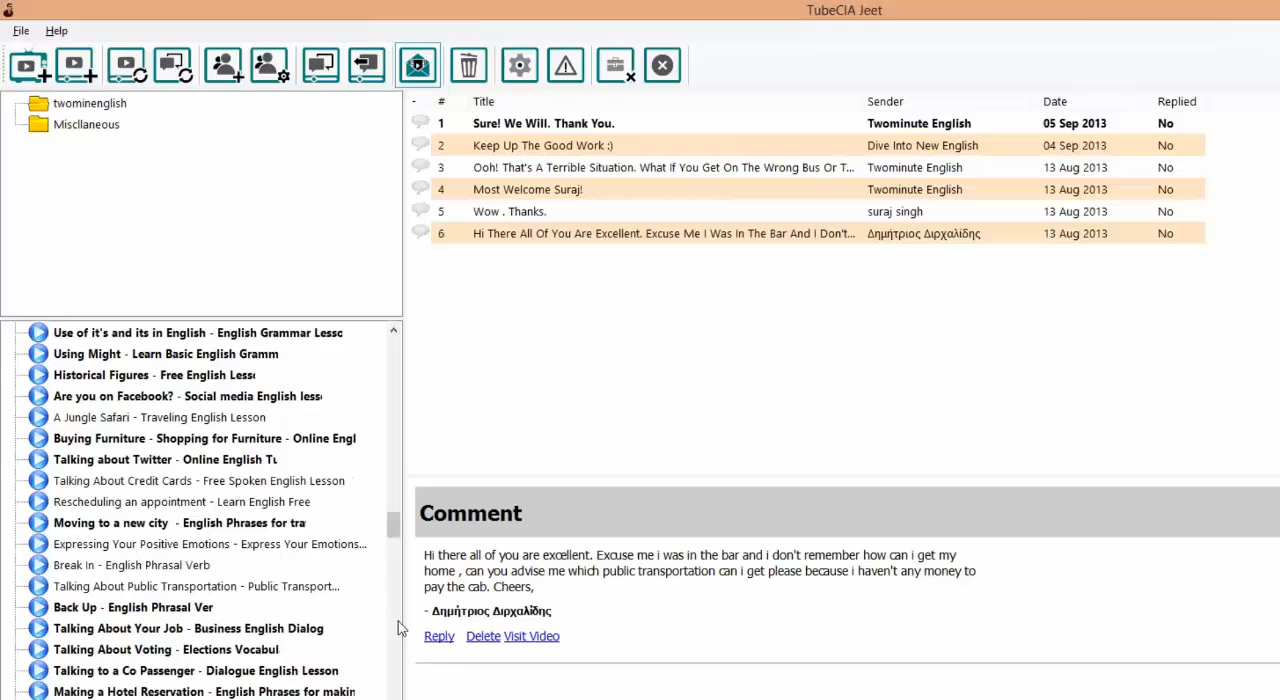 TubeCIA Jeet
File Help
twominenglish
Miscllaneous
- # Title Sender Date Replied
1 Sure! We Will. Thank You. Twominute English 05 Sep 2013 No
2 Keep Up The Good Work :) Dive Into New English 04 Sep 2013 No
3 Ooh! That's A Terrible Situation. What If You Get On The Wrong Bus Or T... Twominute English 13 Aug 2013 No
4 Most Welcome Suraj! Twominute English 13 Aug 2013 No
5 Wow . Thanks. suraj singh 13 Aug 2013 No
6 Hi There All Of You Are Excellent. Excuse Me I Was In The Bar And I Don't... Δημήτριος Διρχαλίδης 13 Aug 2013 No
Use of it's and its in English - English Grammar Lesso
Using Might - Learn Basic English Gramm
Historical Figures - Free English Lesso
Are you on Facebook? - Social media English lesso
A Jungle Safari - Traveling English Lesson
Buying Furniture - Shopping for Furniture - Online Engl
Talking about Twitter - Online English Tu
Talking About Credit Cards - Free Spoken English Lesson
Rescheduling an appointment - Learn English Free
Moving to a new city - English Phrases for tra
Expressing Your Positive Emotions - Express Your Emotions...
Break In - English Phrasal Verb
Talking About Public Transportation - Public Transport...
Back Up - English Phrasal Ver
Talking About Your Job - Business English Dialog
Talking About Voting - Elections Vocabul
Talking to a Co Passenger - Dialogue English Lesson
Making a Hotel Reservation - English Phrases for makin
Comment
Hi there all of you are excellent. Excuse me i was in the bar and i don't remember how can i get my
home , can you advise me which public transportation can i get please because i haven't any money to
pay the cab. Cheers,
- Δημήτριος Διρχαλίδης
Reply Delete Visit Video